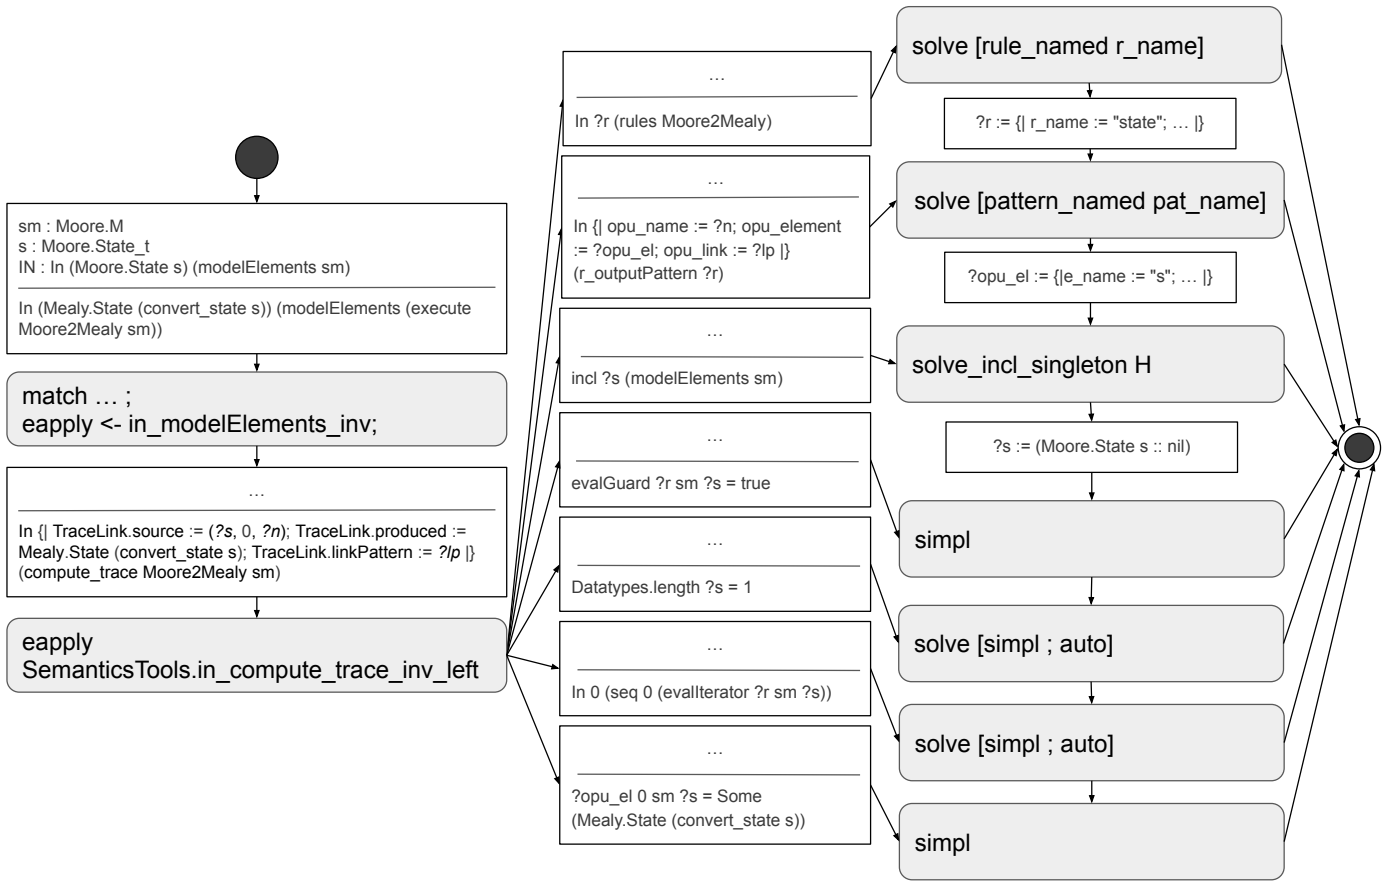 sm : Moore.M
s : Moore.State_t
IN : In (Moore.State s) (modelElements sm)
In (Mealy.State (convert_state s)) (modelElements (execute
Moore2Mealy sm))
match … ;
eapply <- in_modelElements_inv;
…
In {| TraceLink.source := (?s, 0, ?n); TraceLink.produced :=
Mealy.State (convert_state s); TraceLink.linkPattern := ?lp |}
(compute_trace Moore2Mealy sm)
eapply
SemanticsTools.in_compute_trace_inv_left
…
In ?r (rules Moore2Mealy)
…
In {| opu_name := ?n; opu_element
:= ?opu_el; opu_link := ?lp |}
(r_outputPattern ?r)
…
incl ?s (modelElements sm)
…
evalGuard ?r sm ?s = true
…
Datatypes.length ?s = 1
…
In 0 (seq 0 (evalIterator ?r sm ?s))
…
?opu_el 0 sm ?s = Some
(Mealy.State (convert_state s))
solve [rule_named r_name]
?r := {| r_name := "state"; … |}
solve [pattern_named pat_name]
?opu_el := {|e_name := "s"; … |}
solve_incl_singleton H
?s := (Moore.State s :: nil)
simpl
solve [simpl ; auto]
solve [simpl ; auto]
simpl